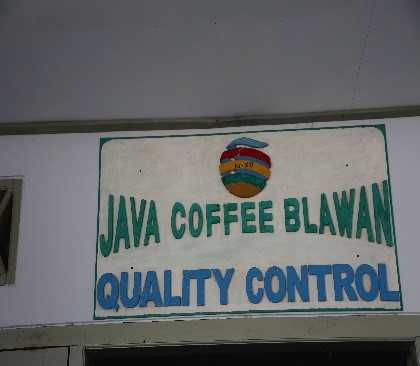 JAVA COFFEE BLAWAN
QUALITY CONTROL